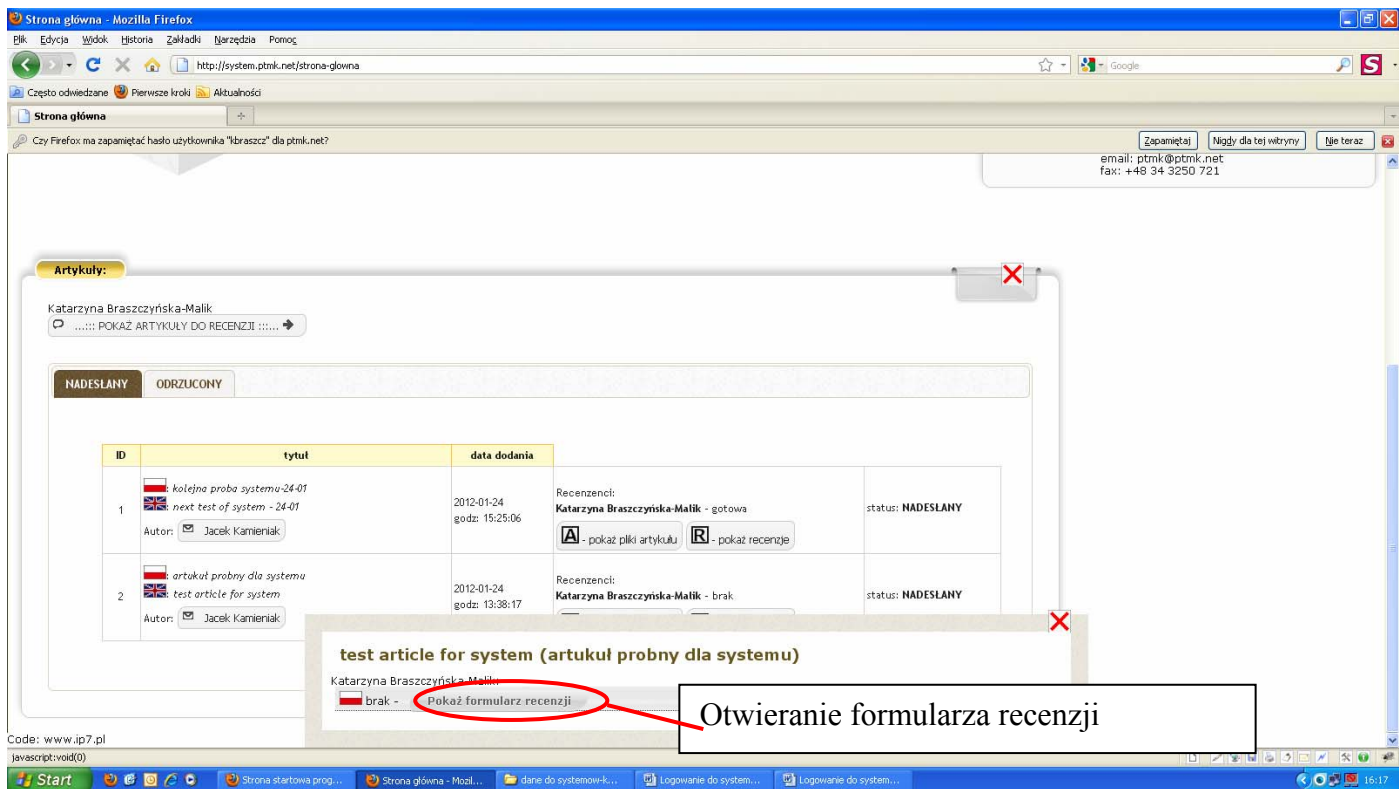 Strona główna - Mozilla Firefox
Plik Edycja Widok Historia Zakładki Narzędzia Pomoc
http://system.ptmk.net/strona-glowna
Google
S
Często odwiedzane Pierwsze kroki Aktualności
Strona główna
Czy Firefox ma zapamiętać hasło użytkownika "kbraszcz" dla ptmk.net?
Zapamiętaj Nigdy dla tej witryny Nie teraz
email: ptmk@ptmk.net
fax: +48 34 3250 721
Artykuły:
Katarzyna Braszczyńska-Malik
...::: POKAŻ ARTYKUŁY DO RECENZJI :::...
NADESLANY ODRZUCONY
ID tytuł data dodania
1
: kolejna proba systemu-24-01
: next test of system - 24-01
Autor: Jacek Kamieniak
2012-01-24
godz: 15:25:06
Recenzenci:
Katarzyna Braszczyńska-Malik - gotowa
A - pokaż pliki artykułu R - pokaż recenzje
status: NADESLANY
2
: artukuł probny dla systemu
: test article for system
Autor: Jacek Kamieniak
2012-01-24
godz: 13:38:17
Recenzenci:
Katarzyna Braszczyńska-Malik - brak
status: NADESLANY
test article for system (artukuł probny dla systemu)
Katarzyna Braszczyńska-Malik:
brak - Pokaż formularz recenzji
Otwieranie formularza recenzji
Code: www.ip7.pl
javascript:void(0)
Start
Strona startowa prog...
Strona główna - Mozil...
dane do systemow-k...
Logowanie do system...
Logowanie do system...
16:17